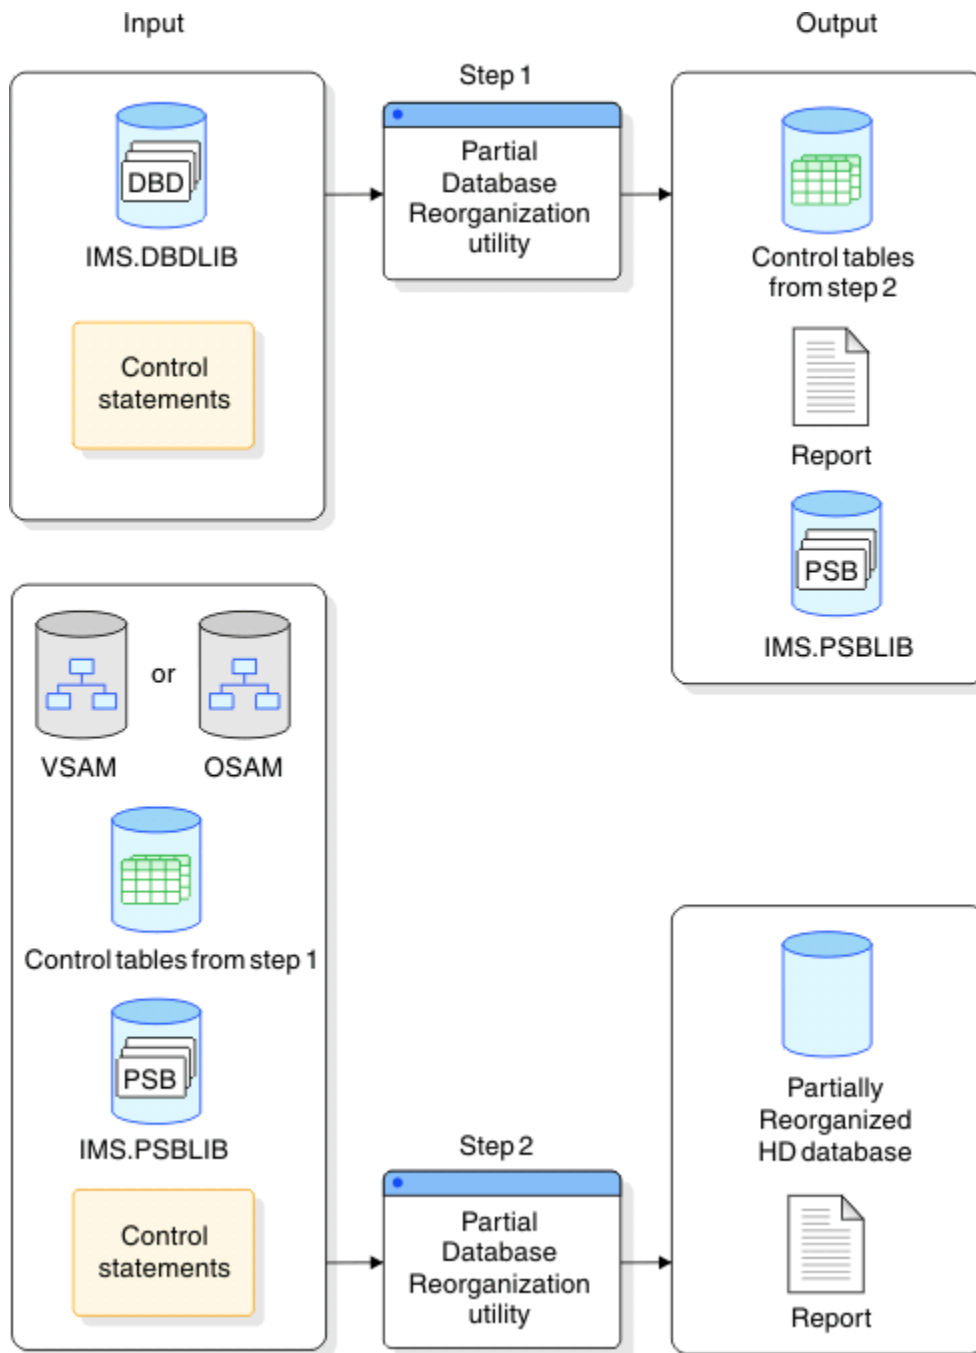 Input
Output
Step 1
DBD
IMS.DBDLIB
Control
statements
Partial
Database
Reorganization
utility
Control tables
from step 2
Report
PSB
IMS.PSBLIB
or
VSAM
OSAM
Control tables from step 1
PSB
IMS.PSBLIB
Control
statements
Step 2
Partial
Database
Reorganization
utility
Partially
Reorganized
HD database
Report